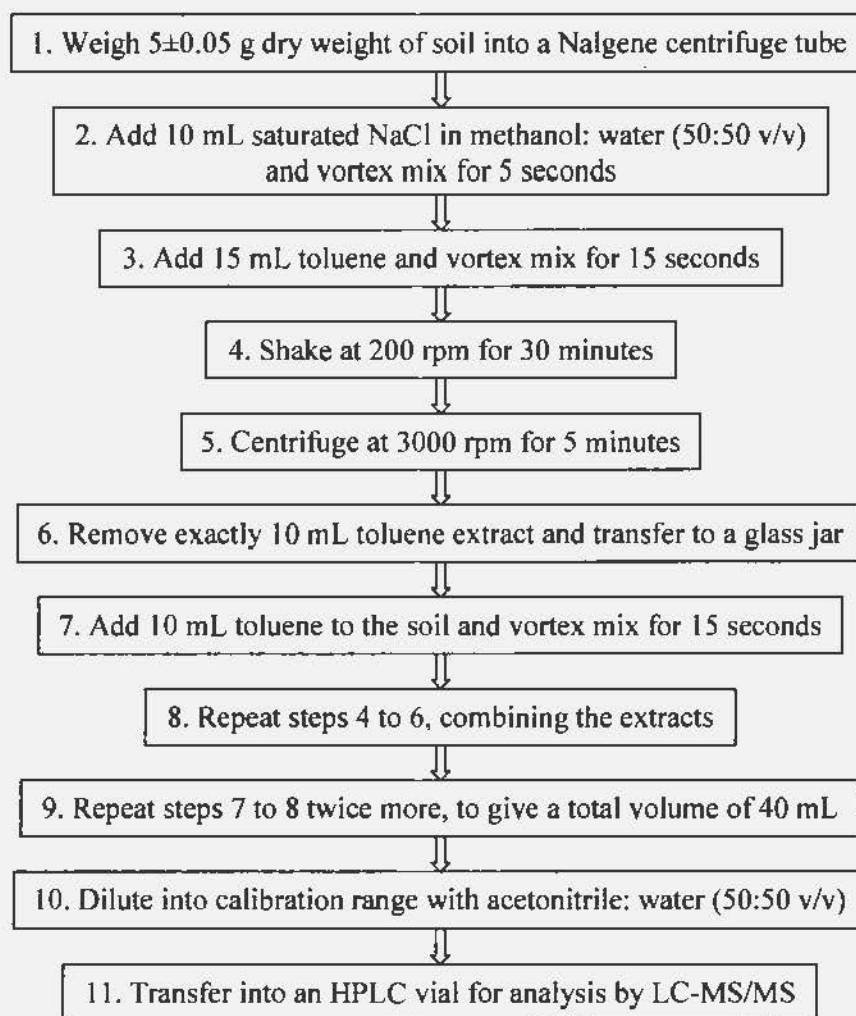 1. Weigh 5±0.05 g dry weight of soil into a Nalgene centrifuge tube
2. Add 10 mL saturated NaCl in methanol: water (50:50 v/v)
and vortex mix for 5 seconds
3. Add 15 mL toluene and vortex mix for 15 seconds
4. Shake at 200 rpm for 30 minutes
5. Centrifuge at 3000 rpm for 5 minutes
6. Remove exactly 10 mL toluene extract and transfer to a glass jar
7. Add 10 mL toluene to the soil and vortex mix for 15 seconds
8. Repeat steps 4 to 6, combining the extracts
9. Repeat steps 7 to 8 twice more, to give a total volume of 40 mL
10. Dilute into calibration range with acetonitrile: water (50:50 v/v)
11. Transfer into an HPLC vial for analysis by LC-MS/MS